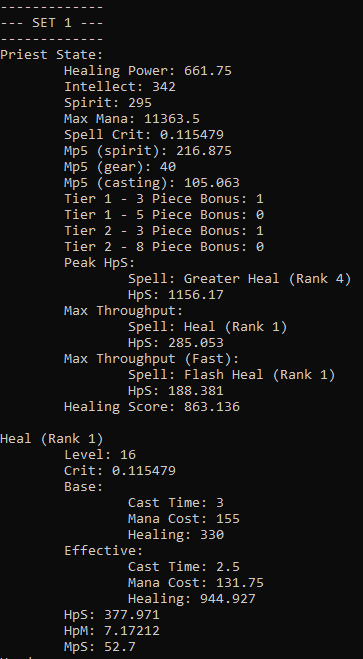 -------------
--- SET 1 ---
-------------
Priest State:
Healing Power: 661.75
Intellect: 342
Spirit: 295
Max Mana: 11363.5
Spell Crit: 0.115479
Mp5 (spirit): 216.875
Mp5 (gear): 40
Mp5 (casting): 105.063
Tier 1 - 3 Piece Bonus: 1
Tier 1 - 5 Piece Bonus: 0
Tier 2 - 3 Piece Bonus: 1
Tier 2 - 8 Piece Bonus: 0
Peak HpS:
Spell: Greater Heal (Rank 4)
HpS: 1156.17
Max Throughput:
Spell: Heal (Rank 1)
HpS: 285.053
Max Throughput (Fast):
Spell: Flash Heal (Rank 1)
HpS: 188.381
Healing Score: 863.136
Heal (Rank 1)
Level: 16
Crit: 0.115479
Base:
Cast Time: 3
Mana Cost: 155
Healing: 330
Effective:
Cast Time: 2.5
Mana Cost: 131.75
Healing: 944.927
HpS: 377.971
HpM: 7.17212
MpS: 52.7